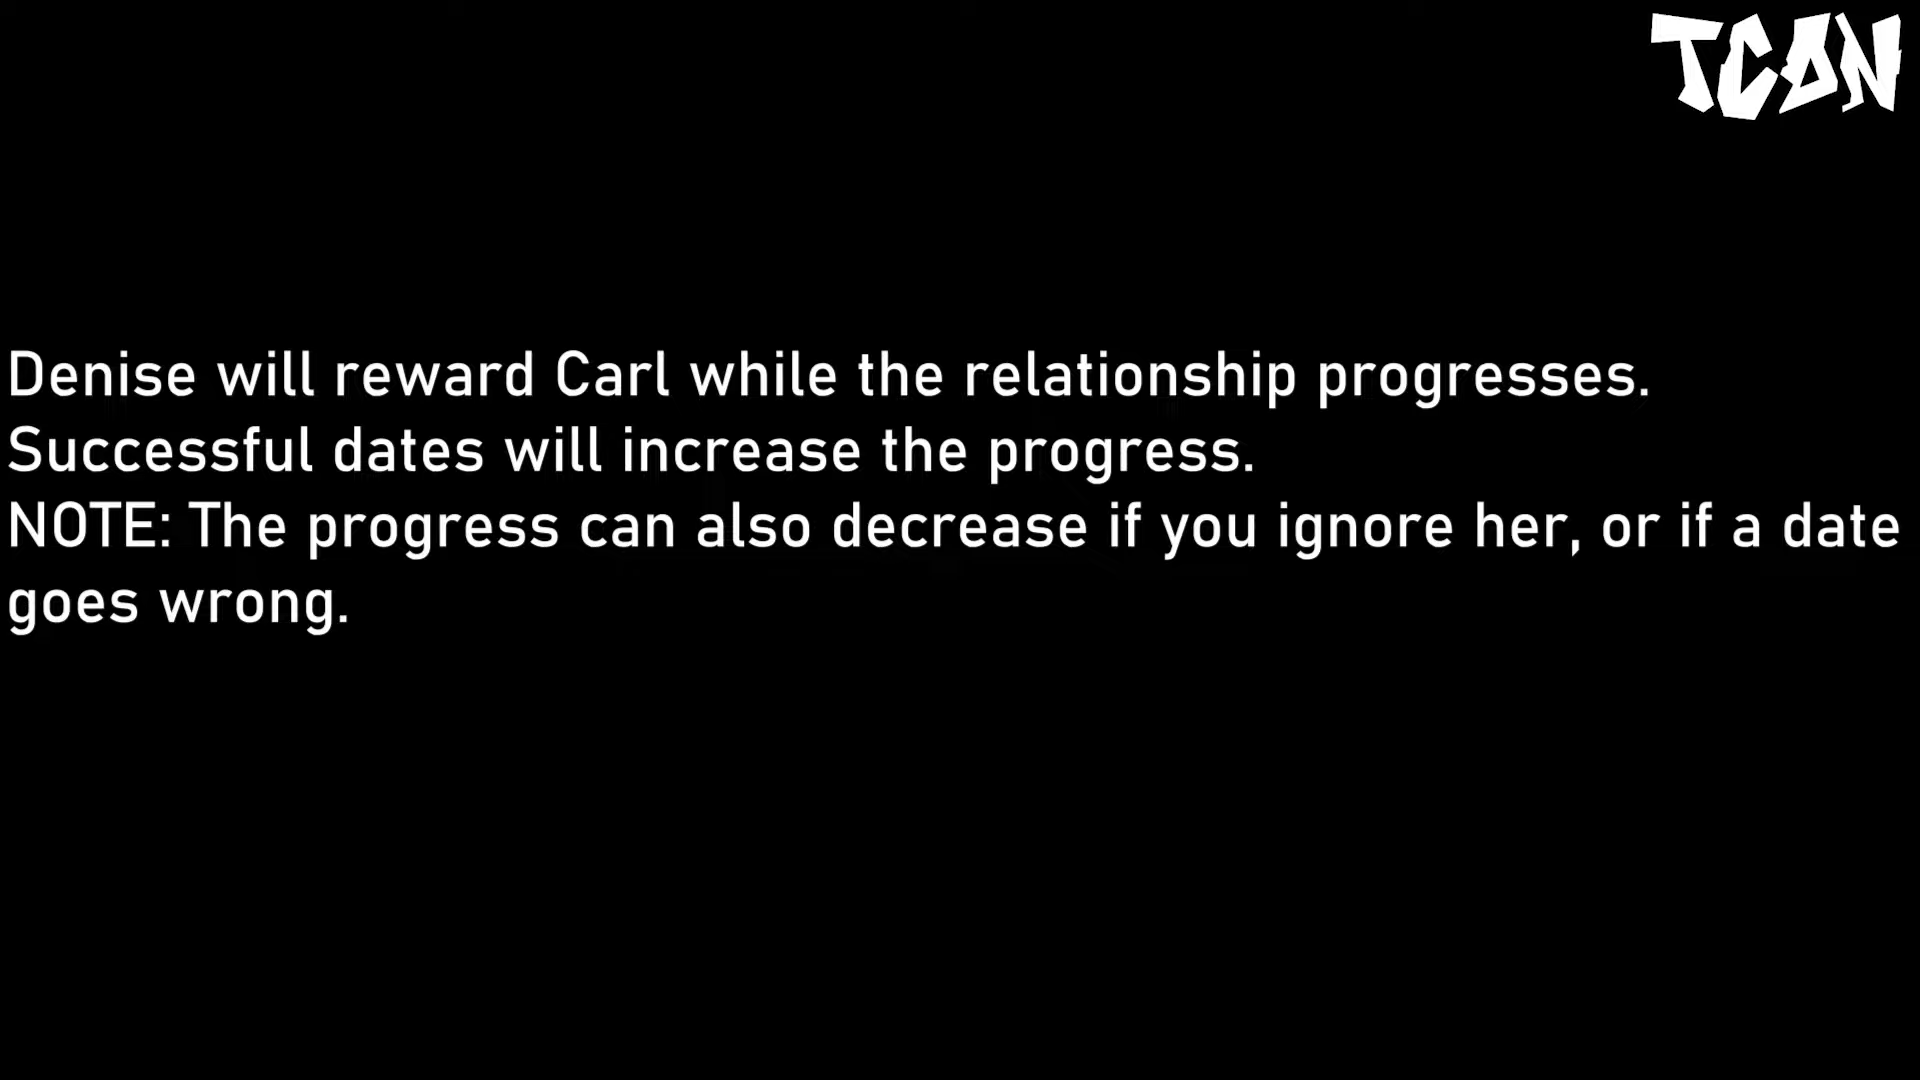 TCON
Denise will reward Carl while the relationship progresses.
Successful dates will increase the progress.
NOTE: The progress can also decrease if you ignore her, or if a date
goes wrong.